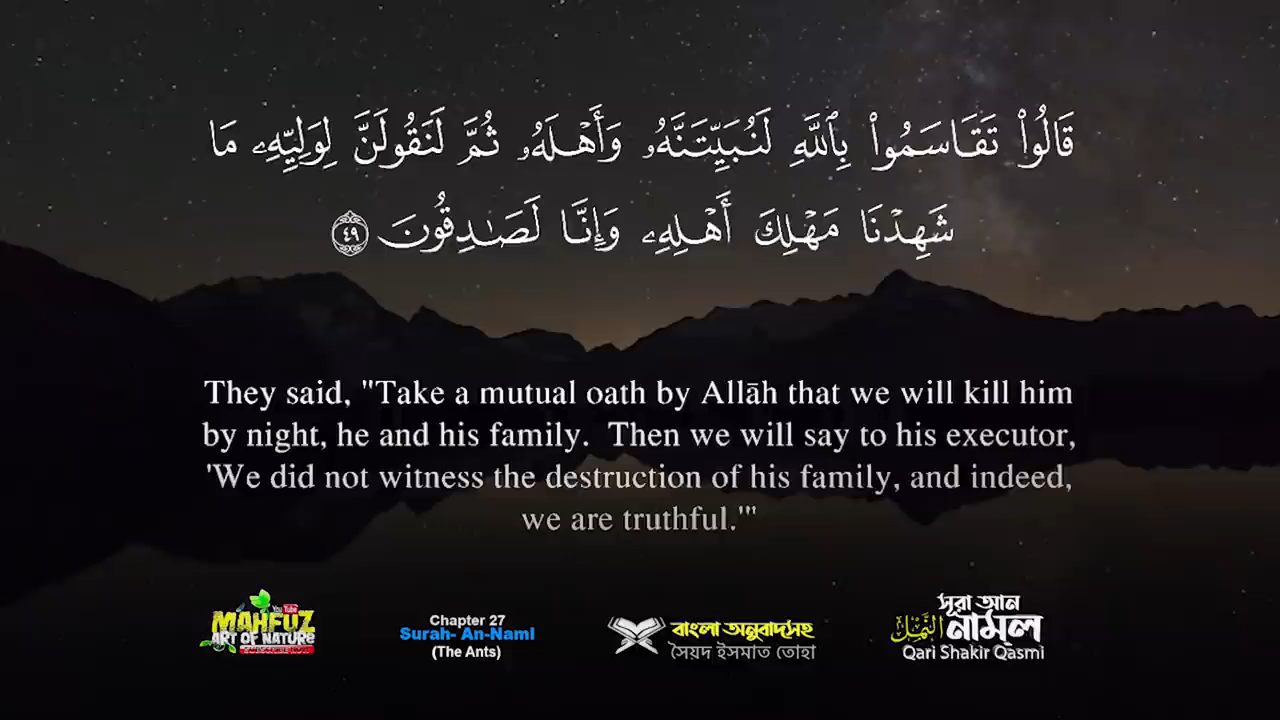 قَالُوا۟ تَقَاسَمُوا۟ بِٱللَّهِ لَنُبَيِّتَنَّهُۥ وَأَهْلَهُۥ ثُمَّ لَنَقُولَنَّ لِوَلِيِّهِۦ مَا
شَهِدْنَا مَهْلِكَ أَهْلِهِۦ وَإِنَّا لَصَـٰدِقُونَ ٤٩
They said, "Take a mutual oath by Allāh that we will kill him
by night, he and his family. Then we will say to his executor,
'We did not witness the destruction of his family, and indeed,
we are truthful.'"
You Tube
MAHFUZ
ART OF NATURE
Chapter 27
Surah- An-Naml
(The Ants)
বাংলা অনুবাদসহ
সৈয়দ ইসমাত তোহা
সূরা আন
النَّمْل নাম্‌ল
Qari Shakir Qasmi